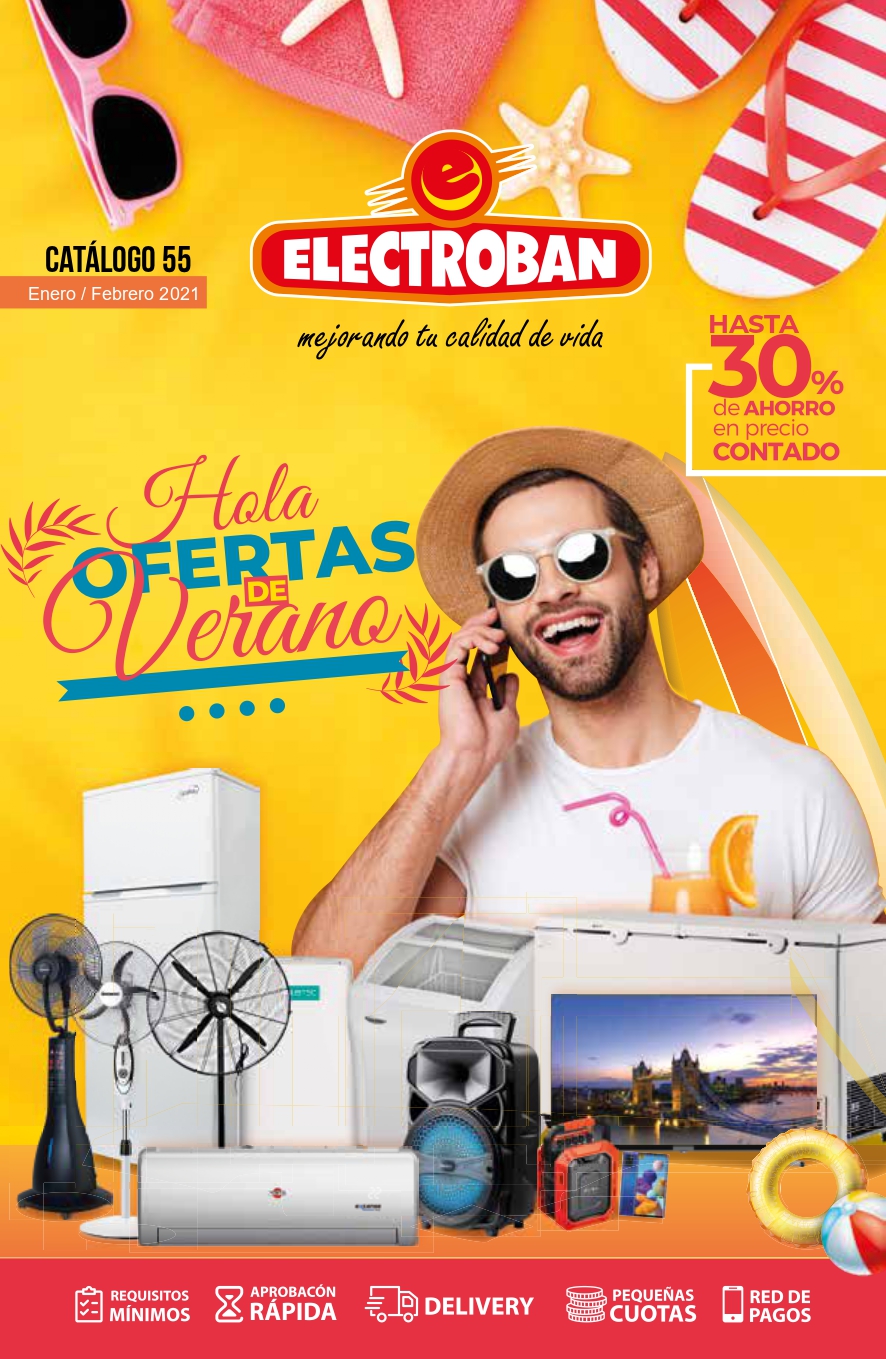 ELECTROBAN
CATÁLOGO 55
Enero / Febrero 2021
mejorando tu calidad de vida
HASTA
30%
de AHORRO
en precio
CONTADO
Hola
OFERTAS
DE
Verano
REQUISITOS
MÍNIMOS
APROBACÓN
RÁPIDA
DELIVERY
PEQUEÑAS
CUOTAS
RED DE
PAGOS